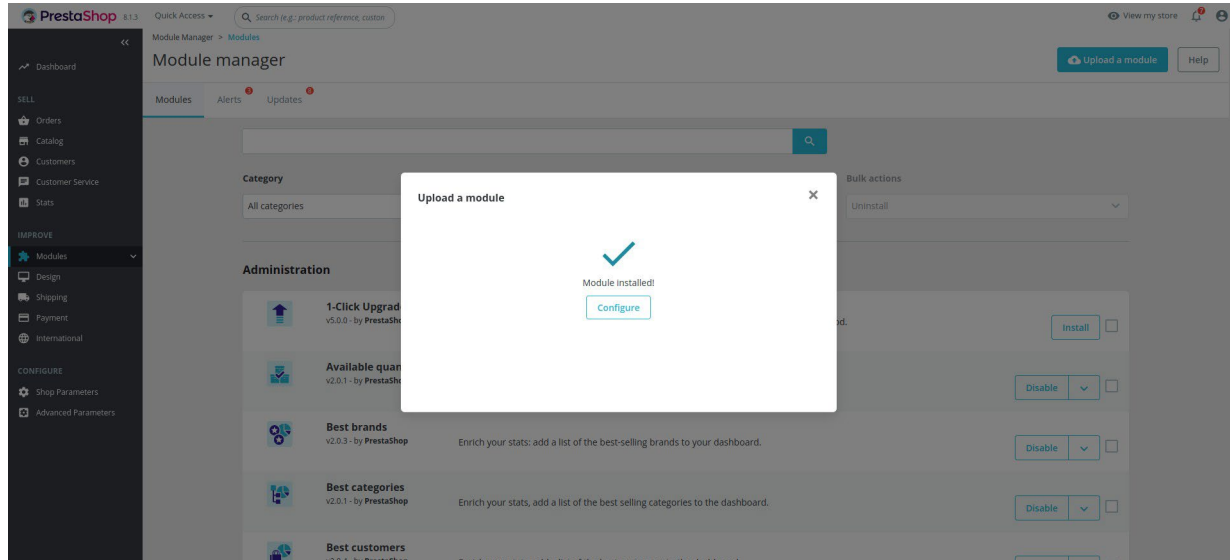 PrestaShop 8.1.3
Quick Access
Search (e.g.: product reference, custon
View my store
Module Manager > Modules
Module manager
Upload a module
Help
Modules
Alerts
Updates
Dashboard
SELL
Orders
Catalog
Customers
Customer Service
Stats
IMPROVE
Modules
Design
Shipping
Payment
International
CONFIGURE
Shop Parameters
Advanced Parameters
Category
All categories
Bulk actions
Uninstall
Upload a module
Module installed!
Configure
Administration
1-Click Upgrad
v5.0.0 - by PrestaSho
od.
Install
Available quan
v2.0.1 - by PrestaSho
Disable
Best brands
v2.0.3 - by PrestaShop
Enrich your stats: add a list of the best-selling brands to your dashboard.
Disable
Best categories
v2.0.1 - by PrestaShop
Enrich your stats, add a list of the best selling categories to the dashboard.
Disable
Best customers